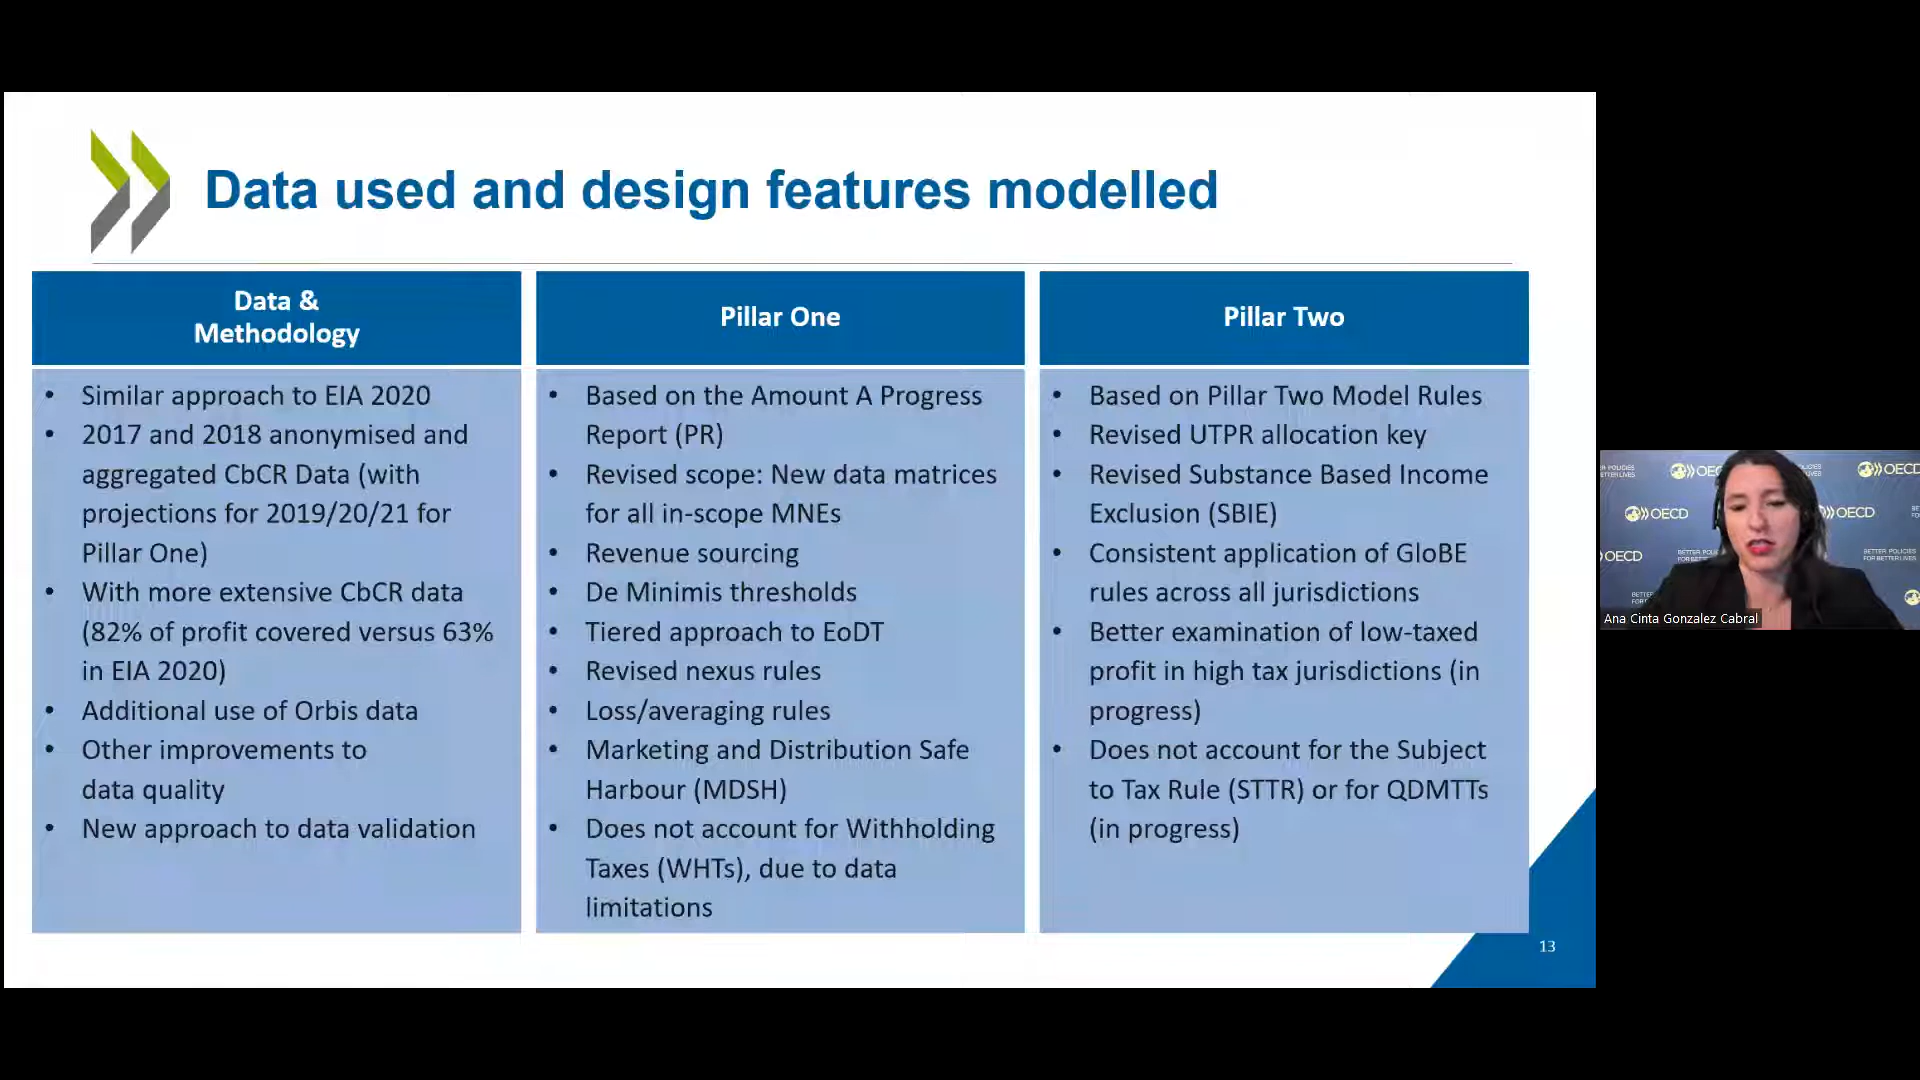 Data used and design features modelled
Data &
Methodology
• Similar approach to EIA 2020
• 2017 and 2018 anonymised and
aggregated CbCR Data (with
projections for 2019/20/21 for
Pillar One)
• With more extensive CbCR data
(82% of profit covered versus 63%
in EIA 2020)
• Additional use of Orbis data
• Other improvements to
data quality
• New approach to data validation
Pillar One
• Based on the Amount A Progress
Report (PR)
• Revised scope: New data matrices
for all in-scope MNEs
• Revenue sourcing
• De Minimis thresholds
• Tiered approach to EoDT
• Revised nexus rules
• Loss/averaging rules
• Marketing and Distribution Safe
Harbour (MDSH)
• Does not account for Withholding
Taxes (WHTs), due to data
limitations
Pillar Two
• Based on Pillar Two Model Rules
• Revised UTPR allocation key
• Revised Substance Based Income
Exclusion (SBIE)
• Consistent application of GloBE
rules across all jurisdictions
• Better examination of low-taxed
profit in high tax jurisdictions (in
progress)
• Does not account for the Subject
to Tax Rule (STTR) or for QDMTTs
(in progress)
13
OECD
OECD
OECD
OECD
BETTER POLICIES
FOR BETTER LIVES
Ana Cinta Gonzalez Cabral